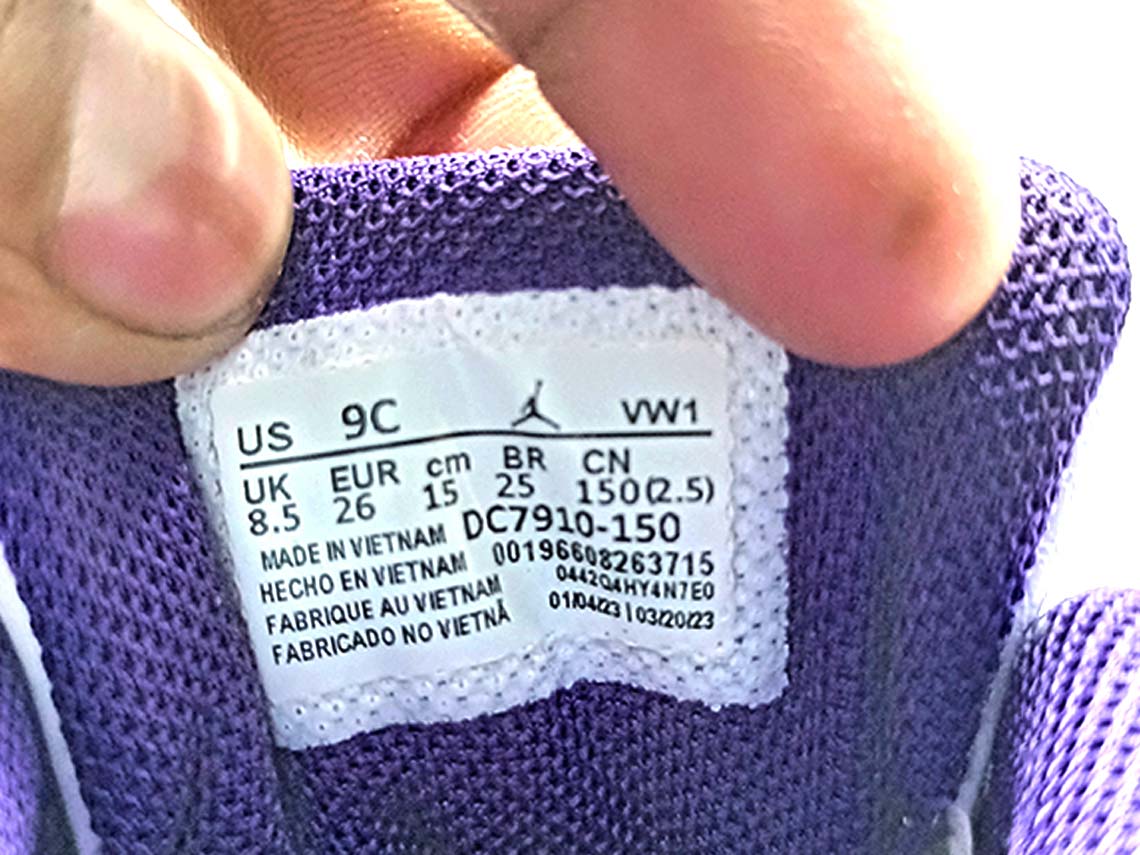 US 9C VW1
UK EUR cm BR CN
8.5 26 15 25 150(2.5)
MADE IN VIETNAM DC7910-150
HECHO EN VIETNAM 00196608263715
FABRIQUE AU VIETNAM 0442Q4HY4N7E0
FABRICADO NO VIETNÃ 01/04/23 | 03/20/23